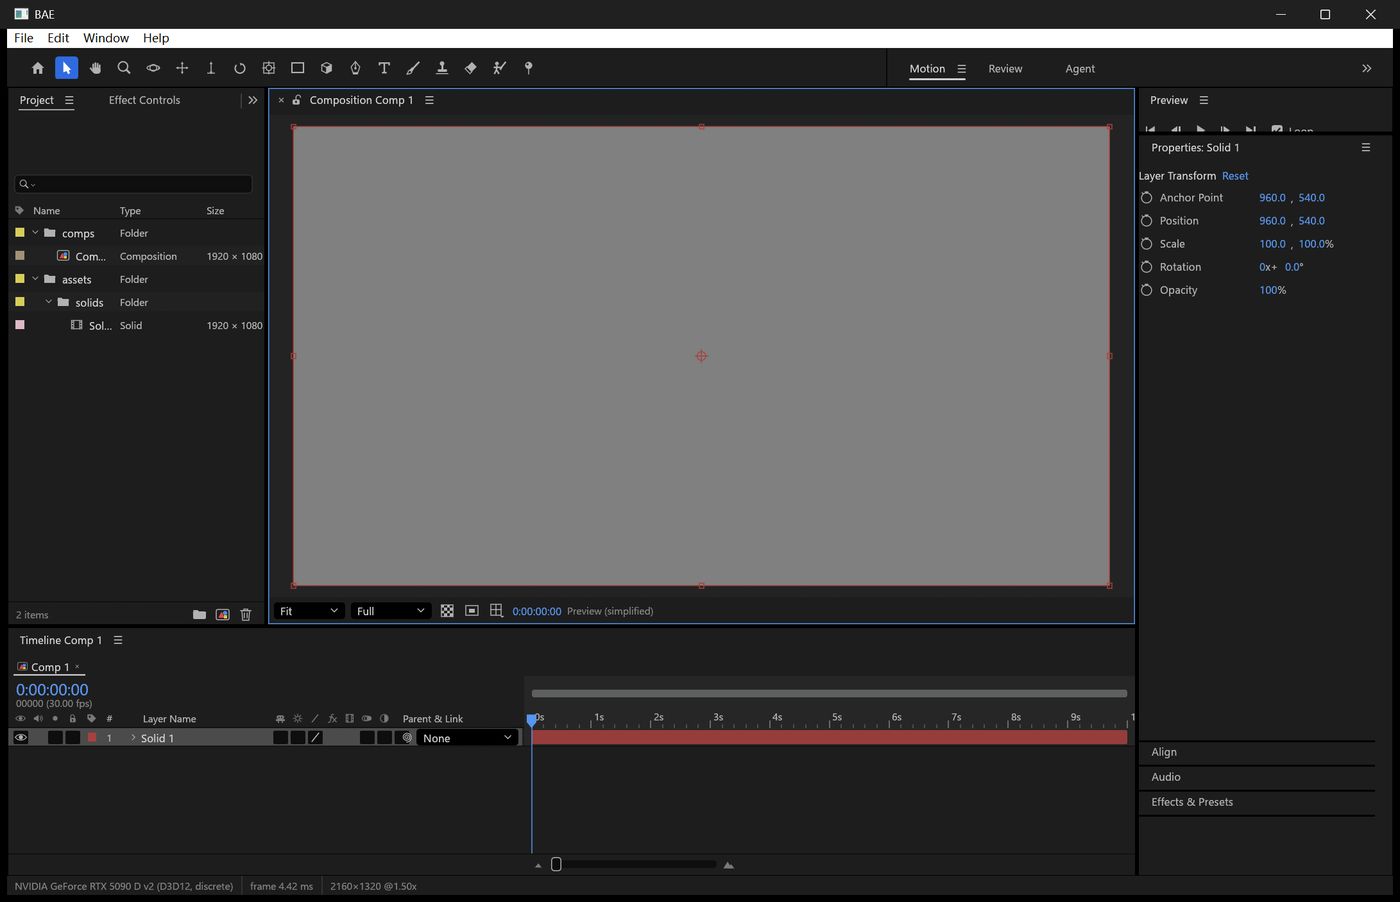 BAE
File Edit Window Help
Motion Review Agent
Project Effect Controls
× Composition Comp 1
Preview
Loop
Properties: Solid 1
Layer Transform Reset
Anchor Point 960.0 , 540.0
Position 960.0 , 540.0
Scale 100.0 , 100.0%
Rotation 0x+ 0.0°
Opacity 100%
Name Type Size
comps Folder
Com... Composition 1920 × 1080
assets Folder
solids Folder
Sol... Solid 1920 × 1080
2 items
Fit Full 0:00:00:00 Preview (simplified)
Timeline Comp 1
Comp 1 ×
0:00:00:00
00000 (30.00 fps)
# Layer Name fx Parent & Link
0s 1s 2s 3s 4s 5s 6s 7s 8s 9s 1
1 Solid 1 None
Align
Audio
Effects & Presets
NVIDIA GeForce RTX 5090 D v2 (D3D12, discrete) frame 4.42 ms 2160×1320 @1.50x